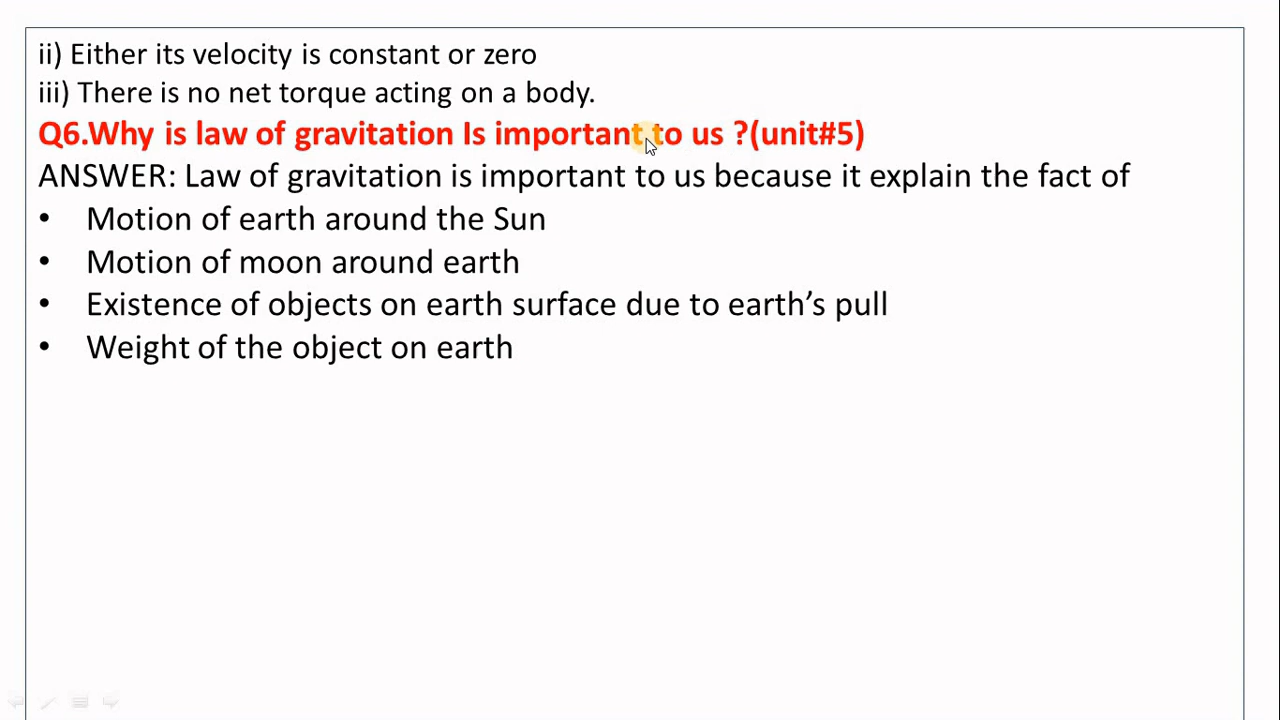 ii) Either its velocity is constant or zero
iii) There is no net torque acting on a body.
Q6.Why is law of gravitation Is important to us ?(unit#5)
ANSWER: Law of gravitation is important to us because it explain the fact of
• Motion of earth around the Sun
• Motion of moon around earth
• Existence of objects on earth surface due to earth’s pull
• Weight of the object on earth